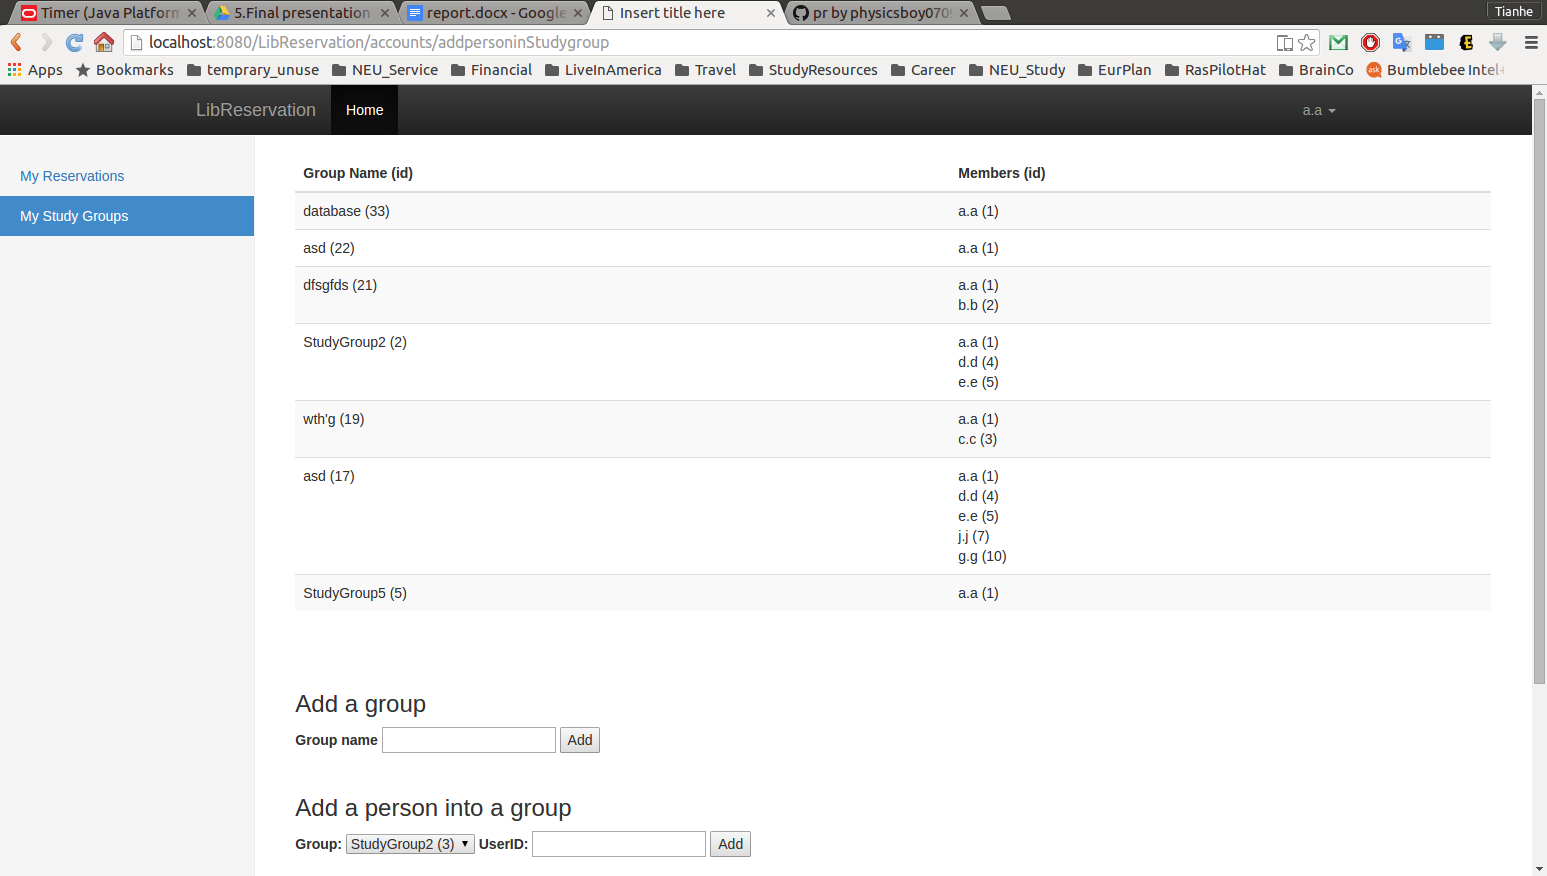 Timer (Java Platform
5.Final presentation
report.docx - Google
Insert title here
pr by physicsboy0709
Tianhe
localhost:8080/LibReservation/accounts/addpersoninStudygroup
Apps Bookmarks temprary_unuse NEU_Service Financial LiveInAmerica Travel StudyResources Career NEU_Study EurPlan RasPilotHat BrainCo ask Bumblebee Intel
LibReservation Home a.a
My Reservations
My Study Groups
Group Name (id) Members (id)
database (33) a.a (1)
asd (22) a.a (1)
dfsgfds (21) a.a (1)
b.b (2)
StudyGroup2 (2) a.a (1)
d.d (4)
e.e (5)
wth'g (19) a.a (1)
c.c (3)
asd (17) a.a (1)
d.d (4)
e.e (5)
j.j (7)
g.g (10)
StudyGroup5 (5) a.a (1)
Add a group
Group name Add
Add a person into a group
Group: StudyGroup2 (3) UserID: Add